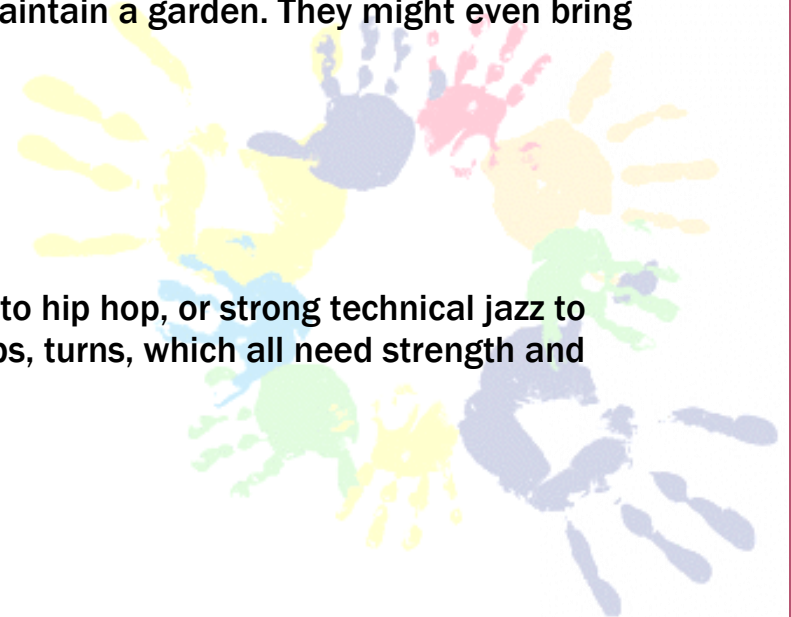 aintain a garden. They might even bring
to hip hop, or strong technical jazz to
os, turns, which all need strength and